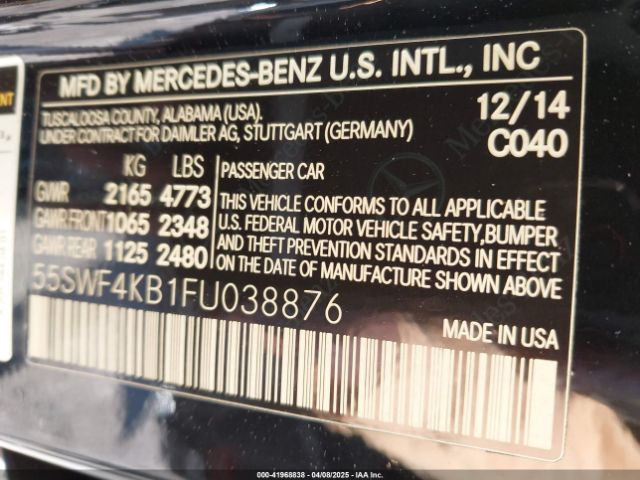 MFD BY MERCEDES-BENZ U.S. INTL., INC
TUSCALOOSA COUNTY, ALABAMA (USA).
UNDER CONTRACT FOR DAIMLER AG, STUTTGART (GERMANY)
12/14
C040
KG LBS
GVWR 2165 4773
GAWR FRONT 1065 2348
GAWR REAR 1125 2480
PASSENGER CAR
THIS VEHICLE CONFORMS TO ALL APPLICABLE
U.S. FEDERAL MOTOR VEHICLE SAFETY, BUMPER
AND THEFT PREVENTION STANDARDS IN EFFECT
ON THE DATE OF MANUFACTURE SHOWN ABOVE.
55SWF4KB1FU038876
MADE IN USA
000-41968838 04/08/2025 IAA Inc.